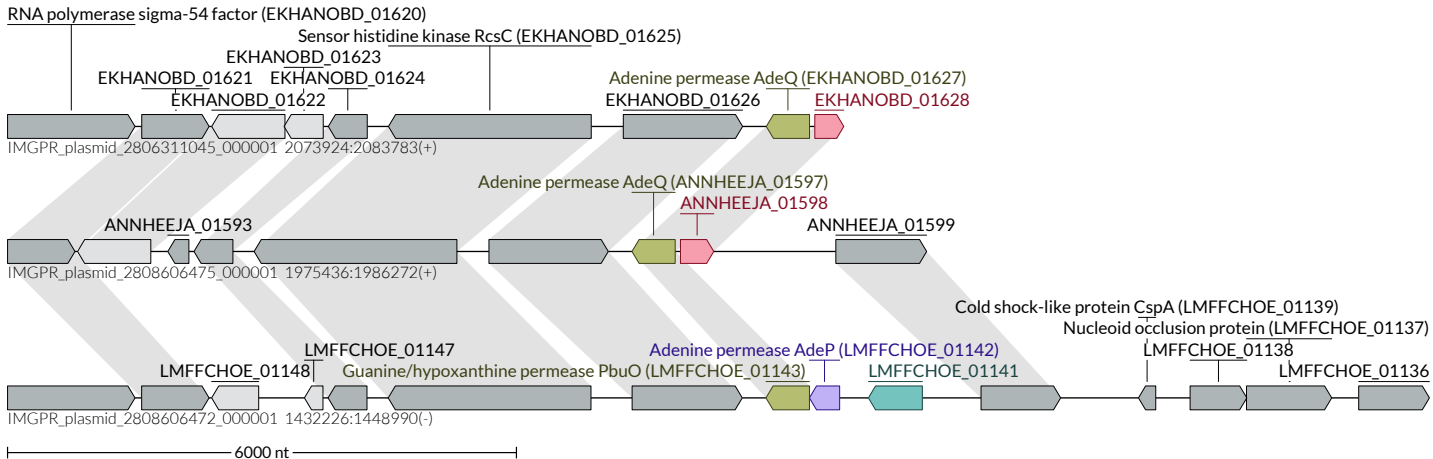 RNA polymerase sigma-54 factor (EKHANOBD_01620)
Sensor histidine kinase RcsC (EKHANOBD_01625)
EKHANOBD_01623
EKHANOBD_01621 EKHANOBD_01624 Adenine permease AdeQ (EKHANOBD_01627)
EKHANOBD_01622 EKHANOBD_01626 EKHANOBD_01628
IMGPR_plasmid_2806311045_000001 2073924:2083783(+)
Adenine permease AdeQ (ANNHEEJA_01597)
ANNHEEJA_01598
ANNHEEJA_01593 ANNHEEJA_01599
IMGPR_plasmid_2808606475_000001 1975436:1986272(+)
Cold shock-like protein CspA (LMFFCHOE_01139)
Nucleoid occlusion protein (LMFFCHOE_01137)
LMFFCHOE_01147 Adenine permease AdeP (LMFFCHOE_01142) LMFFCHOE_01138
LMFFCHOE_01148 Guanine/hypoxanthine permease PbuO (LMFFCHOE_01143) LMFFCHOE_01141 LMFFCHOE_01136
IMGPR_plasmid_2808606472_000001 1432226:1448990(-)
6000 nt